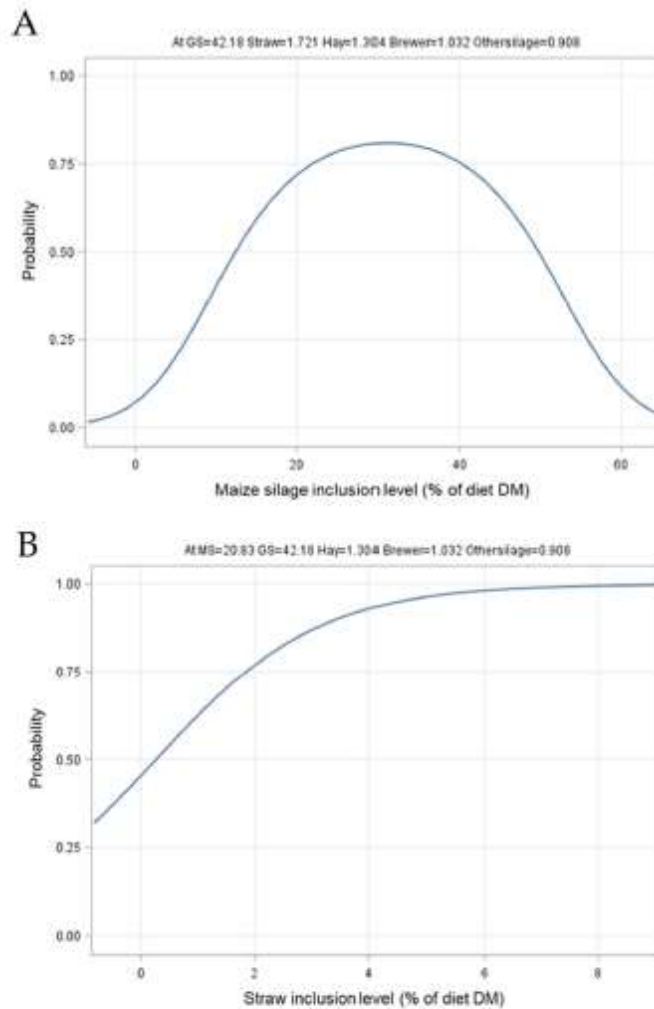 A
At GS=42.18 Straw=1.721 Hay=1.304 Brewer=1.032 Othersilage=0.908
1.00
0.75
0.50
0.25
0.00
Probability
0 20 40 60
Maize silage inclusion level (% of diet DM)
B
At MS=20.83 GS=42.18 Hay=1.304 Brewer=1.032 Othersilage=0.908
1.00
0.75
0.50
0.25
0.00
Probability
0 2 4 6 8
Straw inclusion level (% of diet DM)